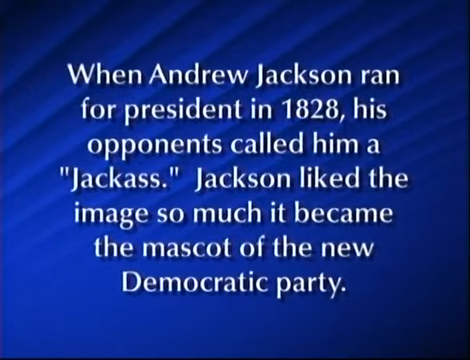 When Andrew Jackson ran
for president in 1828, his
opponents called him a
"Jackass."  Jackson liked the
image so much it became
the mascot of the new
Democratic party.